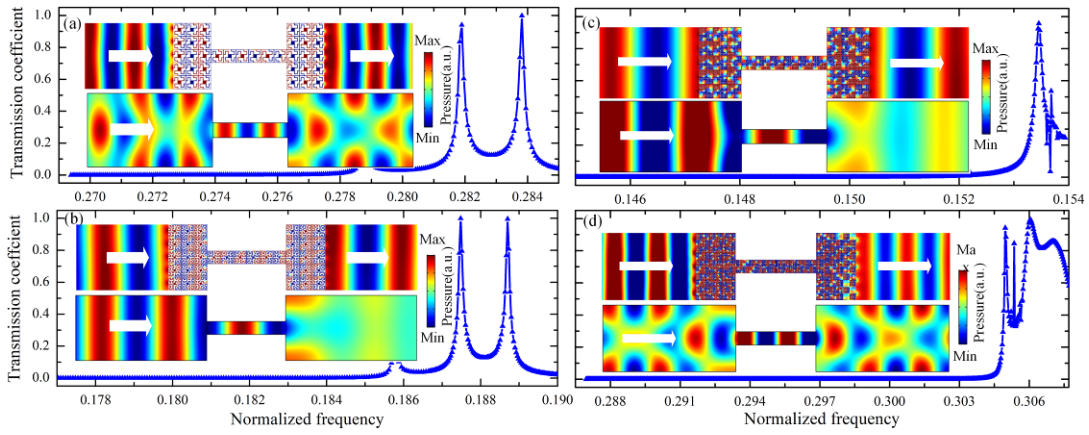 (a)
Transmission coefficient
1.0
0.8
0.6
0.4
0.2
0.0
Max
Pressure(a.u.)
Min
0.270 0.272 0.274 0.276 0.278 0.280 0.282 0.284
(b)
Transmission coeffcient
1.0
0.8
0.6
0.4
0.2
0.0
Max
Pressure(a.u.)
Min
0.178 0.180 0.182 0.184 0.186 0.188 0.190
Normalized frequency
(c)
Max
Pressure(a.u.)
Min
0.146 0.148 0.150 0.152 0.154
(d)
Ma
x
Pressure(a.u.)
Min
0.288 0.291 0.294 0.297 0.300 0.303 0.306
Normalized frequency